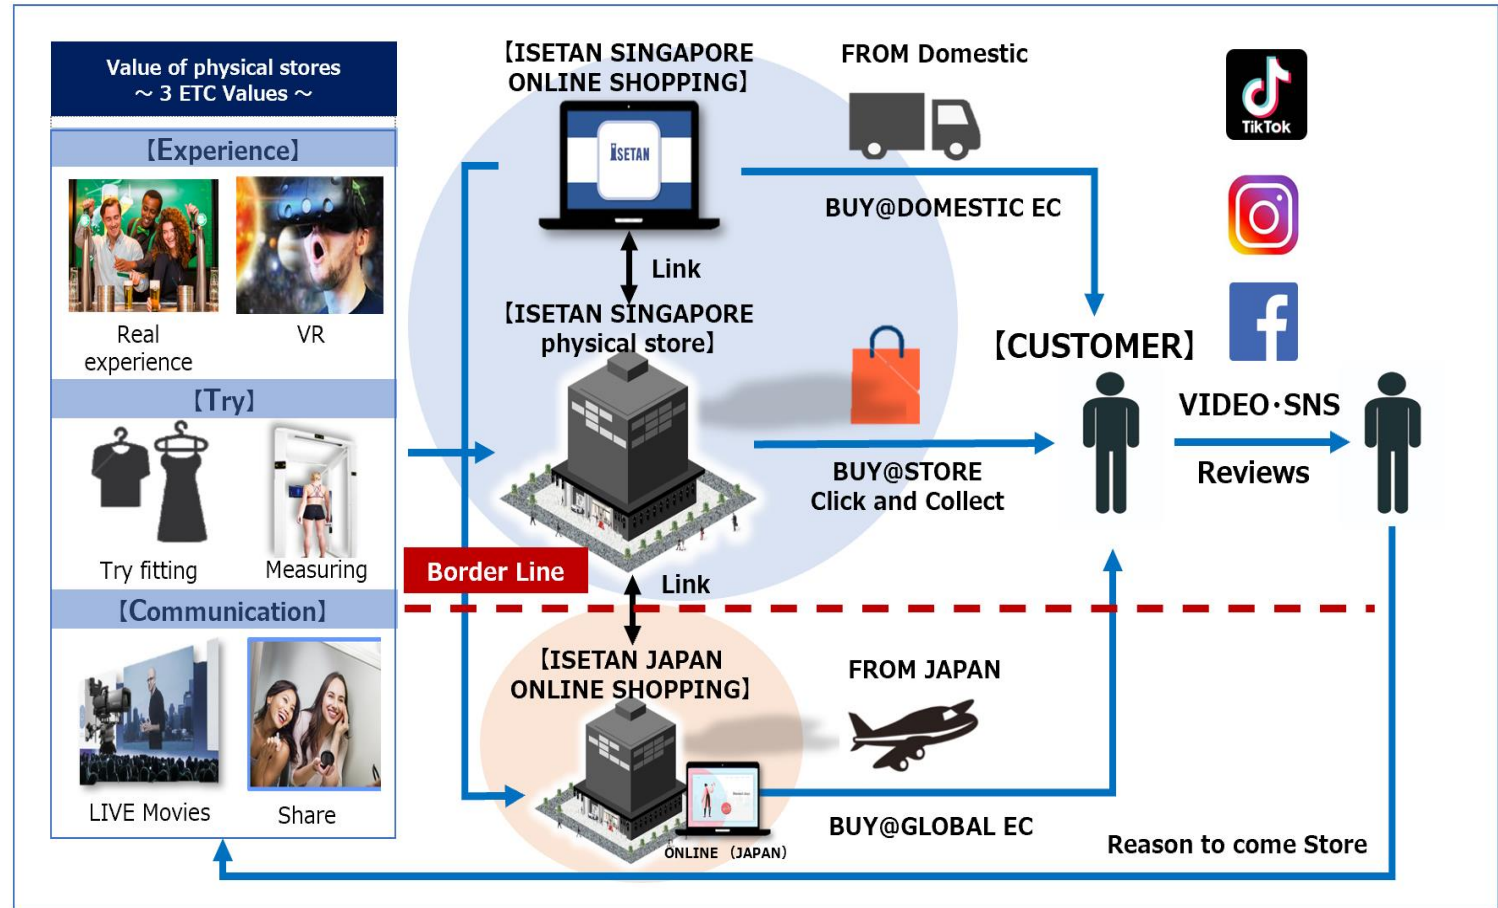 Value of physical stores
～ 3 ETC Values ～
【Experience】
Real
experience
VR
【Try】
Try fitting
Measuring
【Communication】
LIVE Movies
Share
【ISETAN SINGAPORE
ONLINE SHOPPING】
ISETAN
Link
【ISETAN SINGAPORE
physical store】
Border Line
Link
【ISETAN JAPAN
ONLINE SHOPPING】
ONLINE （JAPAN）
FROM Domestic
BUY@DOMESTIC EC
BUY@STORE
Click and Collect
FROM JAPAN
BUY@GLOBAL EC
【CUSTOMER】
TikTok
VIDEO･SNS
Reviews
Reason to come Store